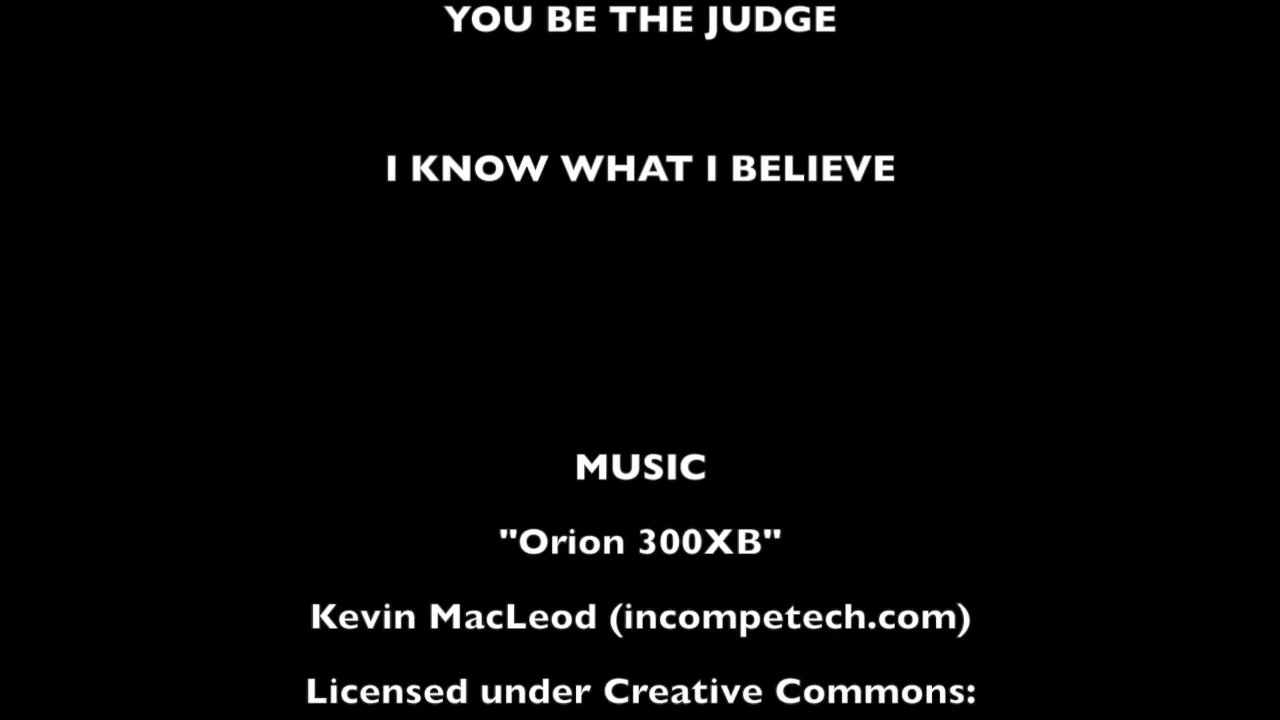 YOU BE THE JUDGE
I KNOW WHAT I BELIEVE
MUSIC
"Orion 300XB"
Kevin MacLeod (incompetech.com)
Licensed under Creative Commons: